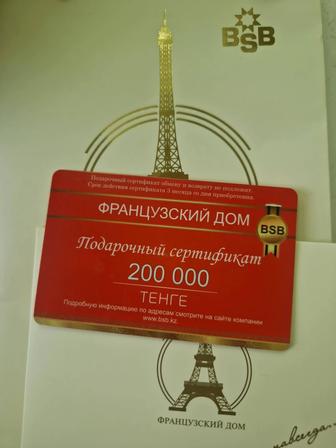 BSB
Подарочный сертификат обмену и возврату не подлежит.
Срок действия сертификата 3 месяца со дня приобретения.
ФРАНЦУЗСКИЙ ДОМ
BSB
Подарочный сертификат
200 000
ТЕНГЕ
Подробную информацию по адресам смотрите на сайте компании
www.bsb.kz.
ФРАНЦУЗСКИЙ ДОМ